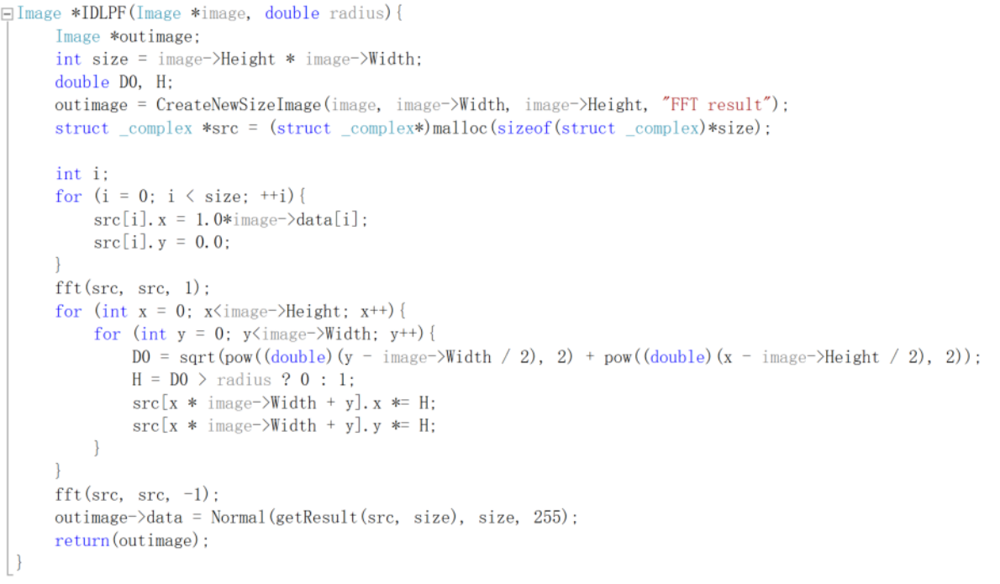 Image *IDLPF(Image *image, double radius){
    Image *outimage;
    int size = image->Height * image->Width;
    double D0, H;
    outimage = CreateNewSizeImage(image, image->Width, image->Height, "FFT result");
    struct _complex *src = (struct _complex*)malloc(sizeof(struct _complex)*size);

    int i;
    for (i = 0; i < size; ++i){
        src[i].x = 1.0*image->data[i];
        src[i].y = 0.0;
    }
    fft(src, src, 1);
    for (int x = 0; x<image->Height; x++){
        for (int y = 0; y<image->Width; y++){
            D0 = sqrt(pow((double)(y - image->Width / 2), 2) + pow((double)(x - image->Height / 2), 2));
            H = D0 > radius ? 0 : 1;
            src[x * image->Width + y].x *= H;
            src[x * image->Width + y].y *= H;
        }
    }
    fft(src, src, -1);
    outimage->data = Normal(getResult(src, size), size, 255);
    return(outimage);
}